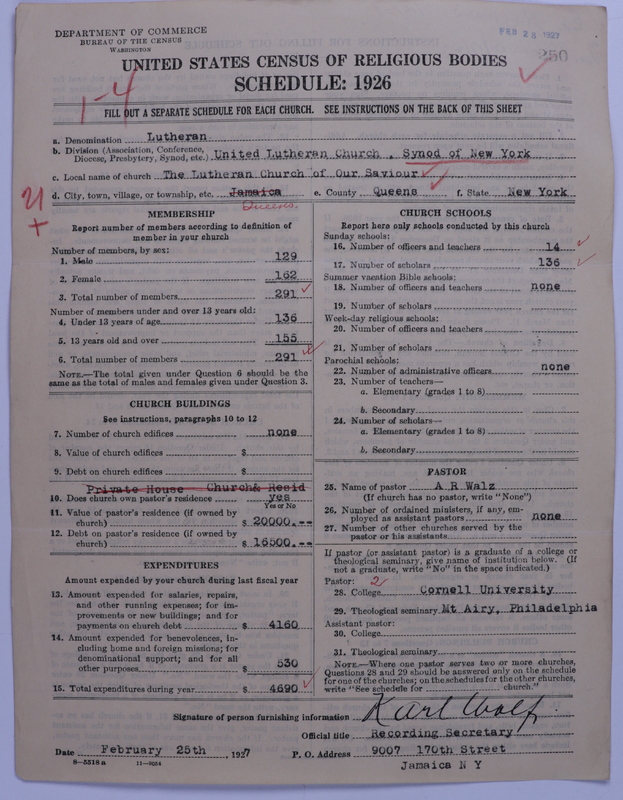 DEPARTMENT OF COMMERCE
BUREAU OF THE CENSUS
WASHINGTON
FEB 28 1927
250
UNITED STATES CENSUS OF RELIGIOUS BODIES
SCHEDULE: 1926
1-4
FILL OUT A SEPARATE SCHEDULE FOR EACH CHURCH. SEE INSTRUCTIONS ON THE BACK OF THIS SHEET
a. Denomination Lutheran
b. Division (Association, Conference, Diocese, Presbytery, Synod, etc.) United Lutheran Church , Synod of New York
c. Local name of church The Lutheran Church of Our Saviour
d. City, town, village, or township, etc. Jamaica e. County Queens f. State New York
Queens.
21
+
MEMBERSHIP
Report number of members according to definition of
member in your church
Number of members, by sex:
1. Male 129
2. Female 162
3. Total number of members 291
Number of members under and over 13 years old:
4. Under 13 years of age 136
5. 13 years old and over 155
6. Total number of members 291
NOTE.—The total given under Question 6 should be the
same as the total of males and females given under Question 3.
CHURCH BUILDINGS
See instructions, paragraphs 10 to 12
7. Number of church edifices none
8. Value of church edifices $
9. Debt on church edifices $
Private House Church& Resid
10. Does church own pastor's residence yes
Yes or No
11. Value of pastor's residence (if owned by
church) $ 20000.--
12. Debt on pastor's residence (if owned by
church) $ 16500.--
EXPENDITURES
Amount expended by your church during last fiscal year
13. Amount expended for salaries, repairs,
and other running expenses; for im-
provements or new buildings; and for
payments on church debt $ 4160
14. Amount expended for benevolences, in-
cluding home and foreign missions; for
denominational support; and for all
other purposes $ 530
15. Total expenditures during year $ 4690
CHURCH SCHOOLS
Report here only schools conducted by this church
Sunday schools:
16. Number of officers and teachers 14
17. Number of scholars 136
Summer vacation Bible schools:
18. Number of officers and teachers none
19. Number of scholars
Week-day religious schools:
20. Number of officers and teachers
21. Number of scholars
Parochial schools:
22. Number of administrative officers none
23. Number of teachers—
a. Elementary (grades 1 to 8)
b. Secondary
24. Number of scholars—
a. Elementary (grades 1 to 8)
b. Secondary
PASTOR
25. Name of pastor A R Walz
(If church has no pastor, write "None")
26. Number of ordained ministers, if any, em-
ployed as assistant pastors none
27. Number of other churches served by the
pastor or his assistants
If pastor (or assistant pastor) is a graduate of a college or
theological seminary, give name of institution below. (If
not a graduate, write "No" in the space indicated.)
Pastor: 2
28. College Cornell University
29. Theological seminary Mt Airy, Philadelphia
Assistant pastor:
30. College
31. Theological seminary
NOTE.—Where one pastor serves two or more churches,
Questions 28 and 29 should be answered only on the schedule
for one of the churches; on the schedules for the other churches,
write "See schedule for church."
Signature of person furnishing information Karl Wolf
Official title Recording Secretary
Date February 25th, 1927 P. O. Address 9007 170th Street
8-5518a 11-9054 Jamaica N Y